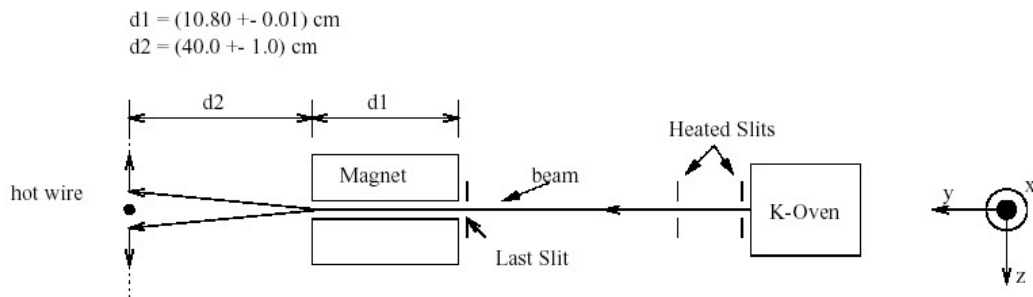 d1 = (10.80 +- 0.01) cm
d2 = (40.0 +- 1.0) cm
d2
d1
Heated Slits
Magnet
beam
hot wire
K-Oven
y
x
Last Slit
z